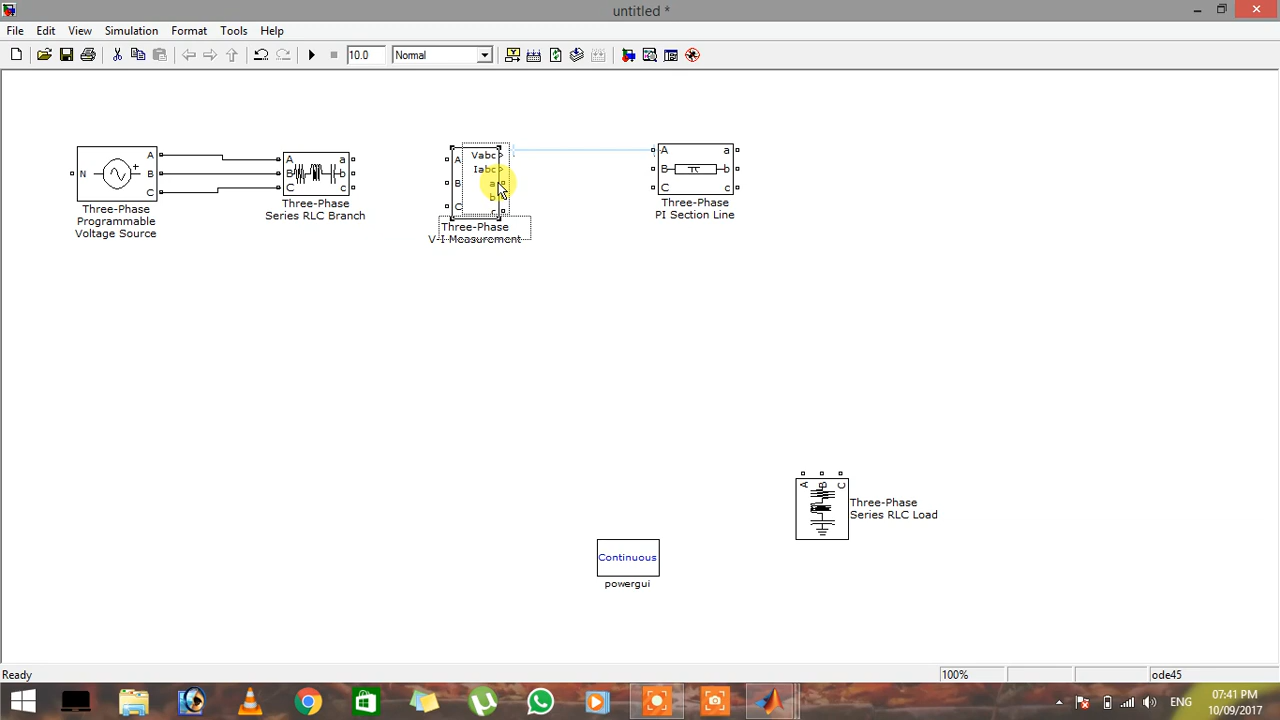 untitled *
File Edit View Simulation Format Tools Help
10.0 Normal
N A B C
Three-Phase
Programmable
Voltage Source
A B C a b c
Three-Phase
Series RLC Branch
A B C Vabc Iabc a b
Three-Phase
V-I Measurement
A B C a b c
Three-Phase
PI Section Line
A B C
Three-Phase
Series RLC Load
Continuous
powergui
Ready 100% ode45
ENG
07:41 PM
10/09/2017